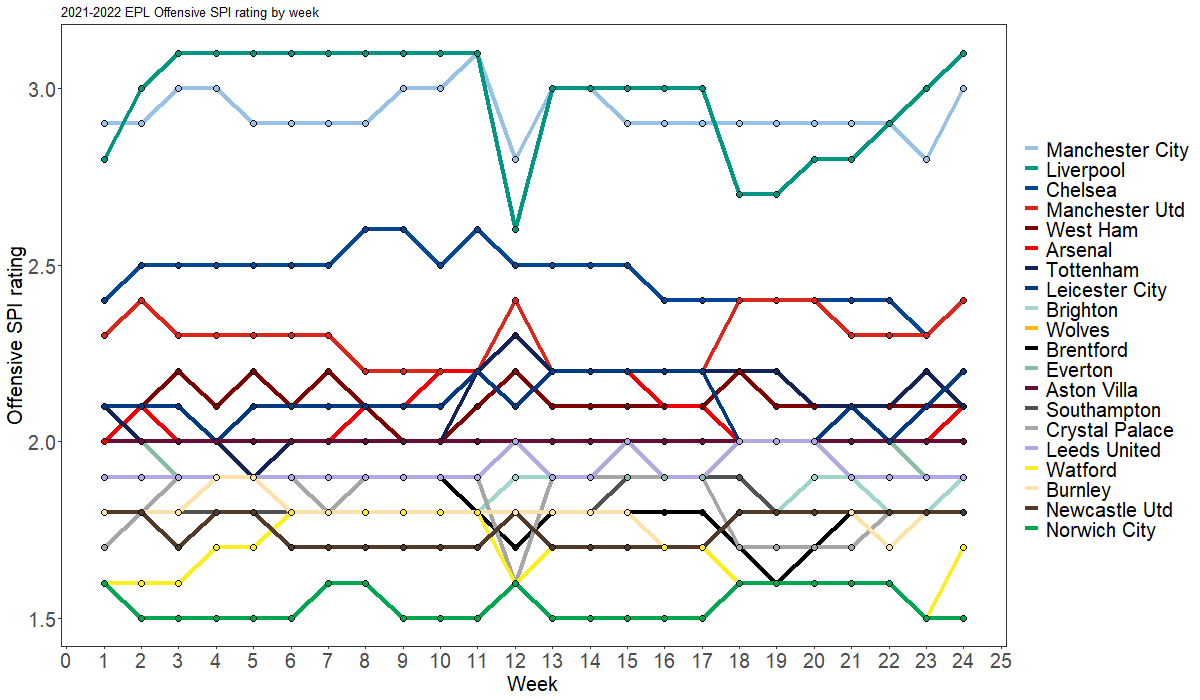 2021-2022 EPL Offensive SPI rating by week
Offensive SPI rating
3.0
2.5
2.0
1.5
0 1 2 3 4 5 6 7 8 9 10 11 12 13 14 15 16 17 18 19 20 21 22 23 24 25
Week
Manchester City
Liverpool
Chelsea
Manchester Utd
West Ham
Arsenal
Tottenham
Leicester City
Brighton
Wolves
Brentford
Everton
Aston Villa
Southampton
Crystal Palace
Leeds United
Watford
Burnley
Newcastle Utd
Norwich City